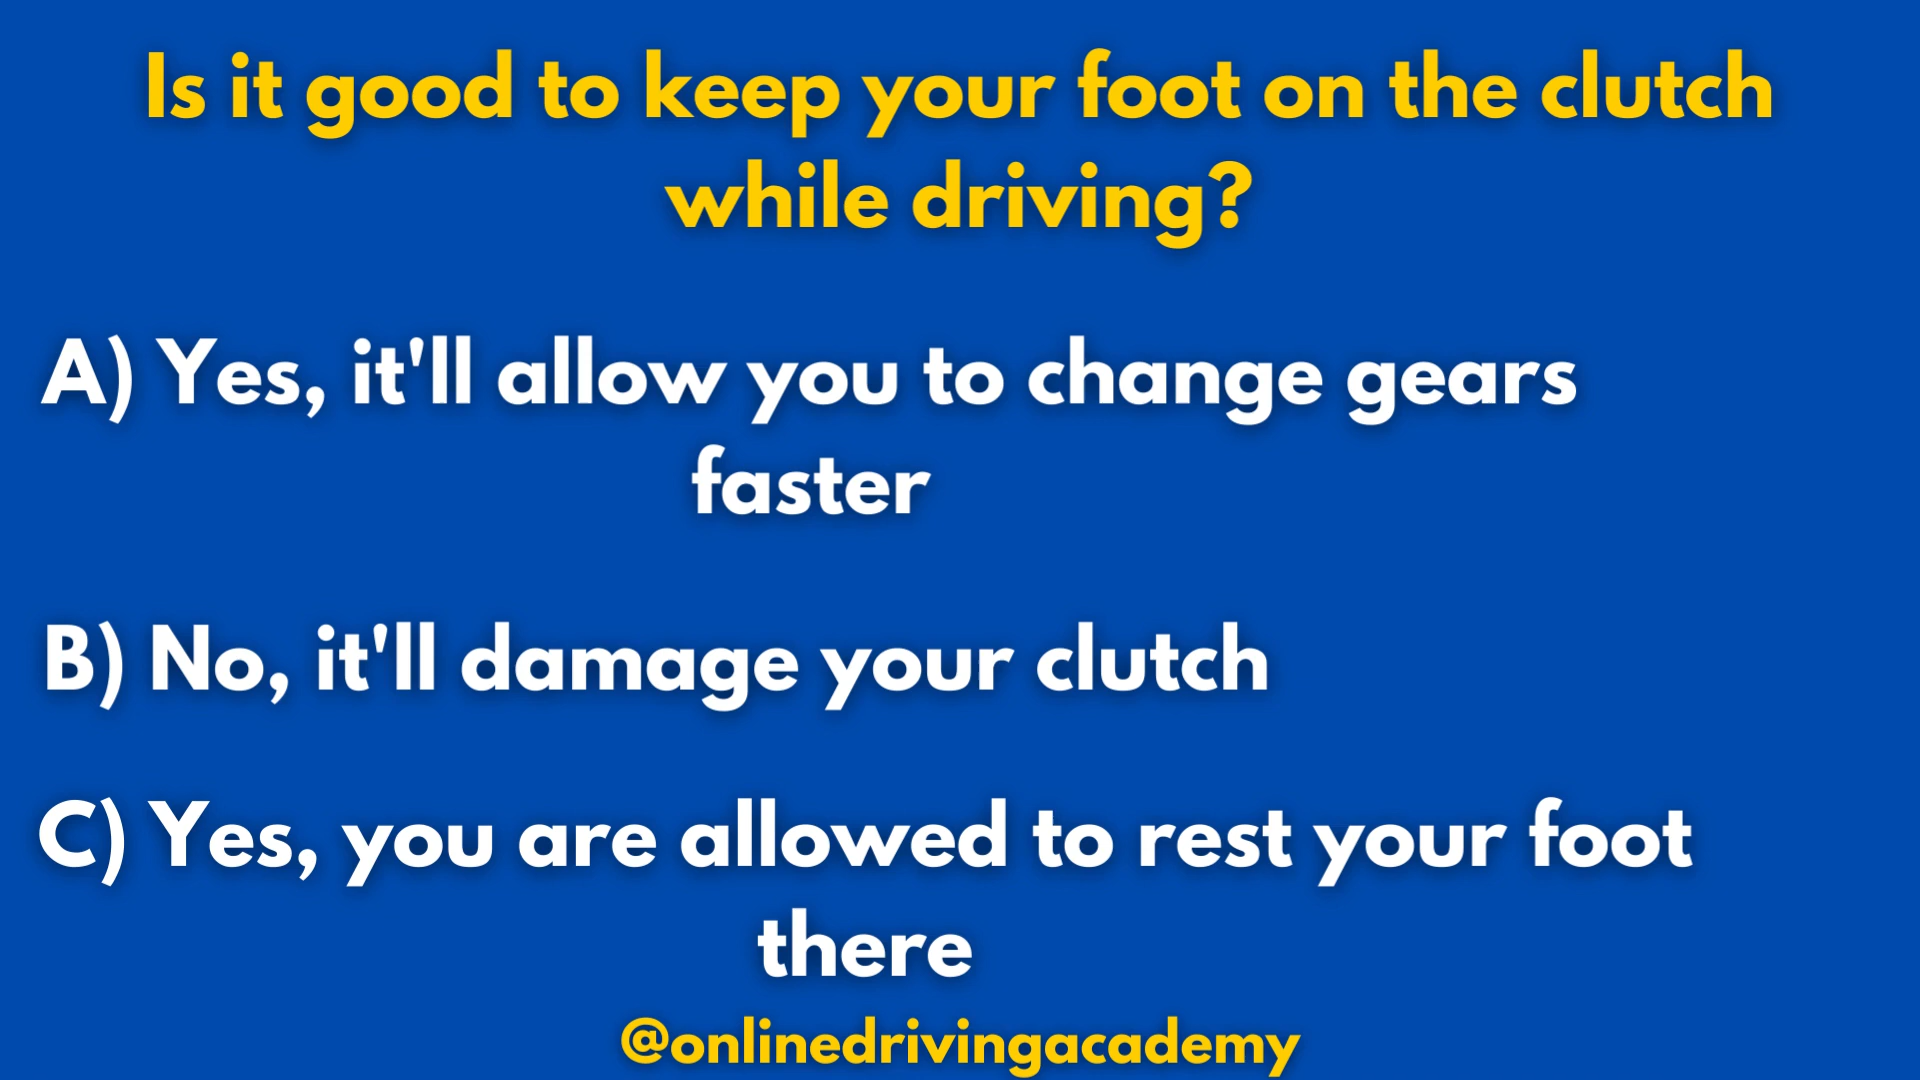 Is it good to keep your foot on the clutch
while driving?
A) Yes, it'll allow you to change gears
faster
B) No, it'll damage your clutch
C) Yes, you are allowed to rest your foot
there
@onlinedrivingacademy